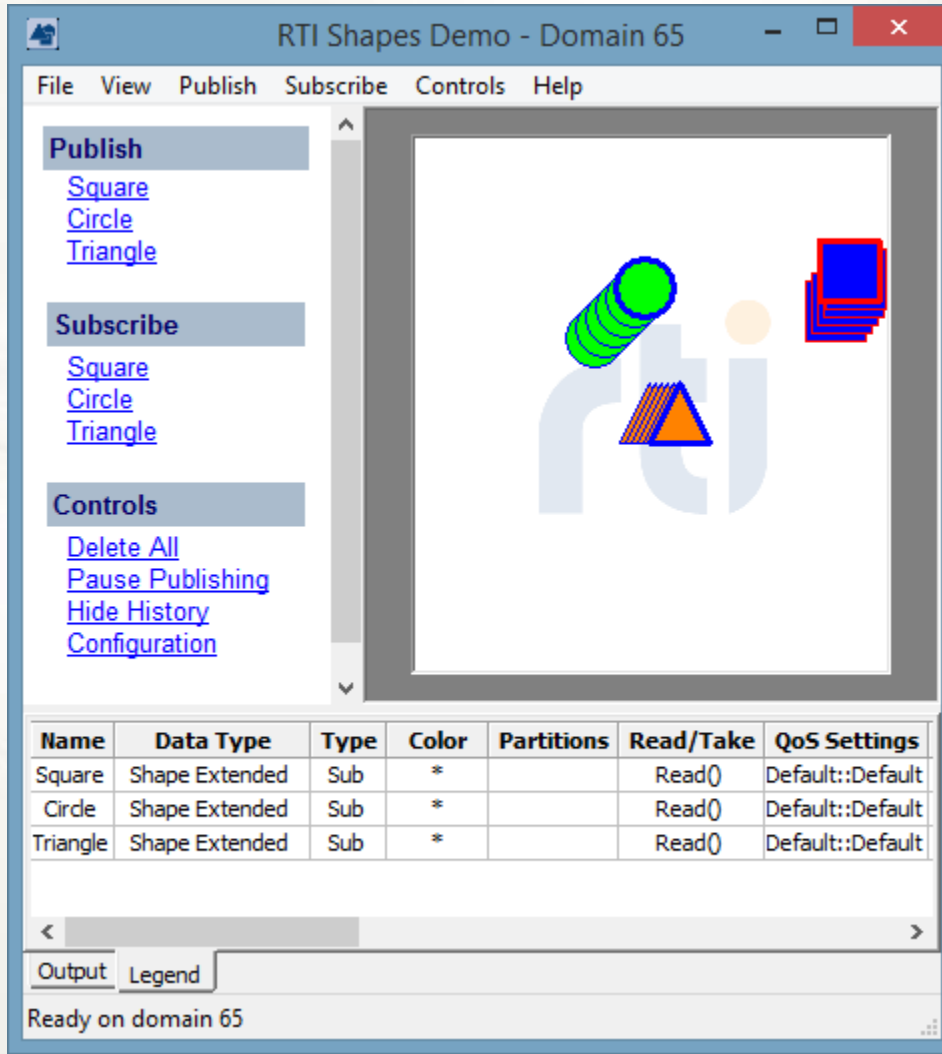 RTI Shapes Demo - Domain 65
File View Publish Subscribe Controls Help
Publish
Square
Circle
Triangle
Subscribe
Square
Circle
Triangle
Controls
Delete All
Pause Publishing
Hide History
Configuration
rti
Name Data Type Type Color Partitions Read/Take QoS Settings
Square Shape Extended Sub * Read() Default::Default
Circle Shape Extended Sub * Read() Default::Default
Triangle Shape Extended Sub * Read() Default::Default
Output Legend
Ready on domain 65